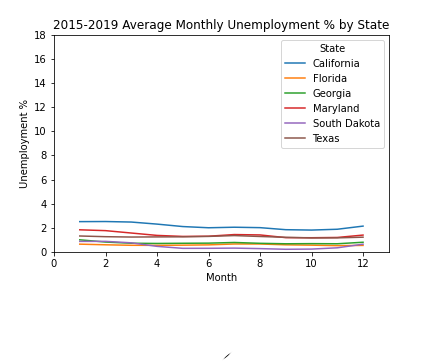 2015-2019 Average Monthly Unemployment % by State
18
16
14
12
10
8
6
4
2
0
Unemployment %
State
California
Florida
Georgia
Maryland
South Dakota
Texas
0 2 4 6 8 10 12
Month